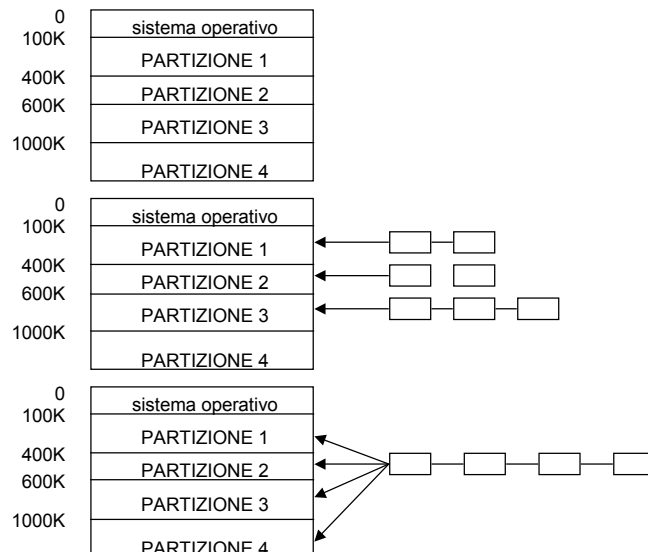 0
sistema operativo
100K
PARTIZIONE 1
400K
PARTIZIONE 2
600K
PARTIZIONE 3
1000K
PARTIZIONE 4
0
sistema operativo
100K
PARTIZIONE 1
400K
PARTIZIONE 2
600K
PARTIZIONE 3
1000K
PARTIZIONE 4
0
sistema operativo
100K
PARTIZIONE 1
400K
PARTIZIONE 2
600K
PARTIZIONE 3
1000K
PARTIZIONE 4